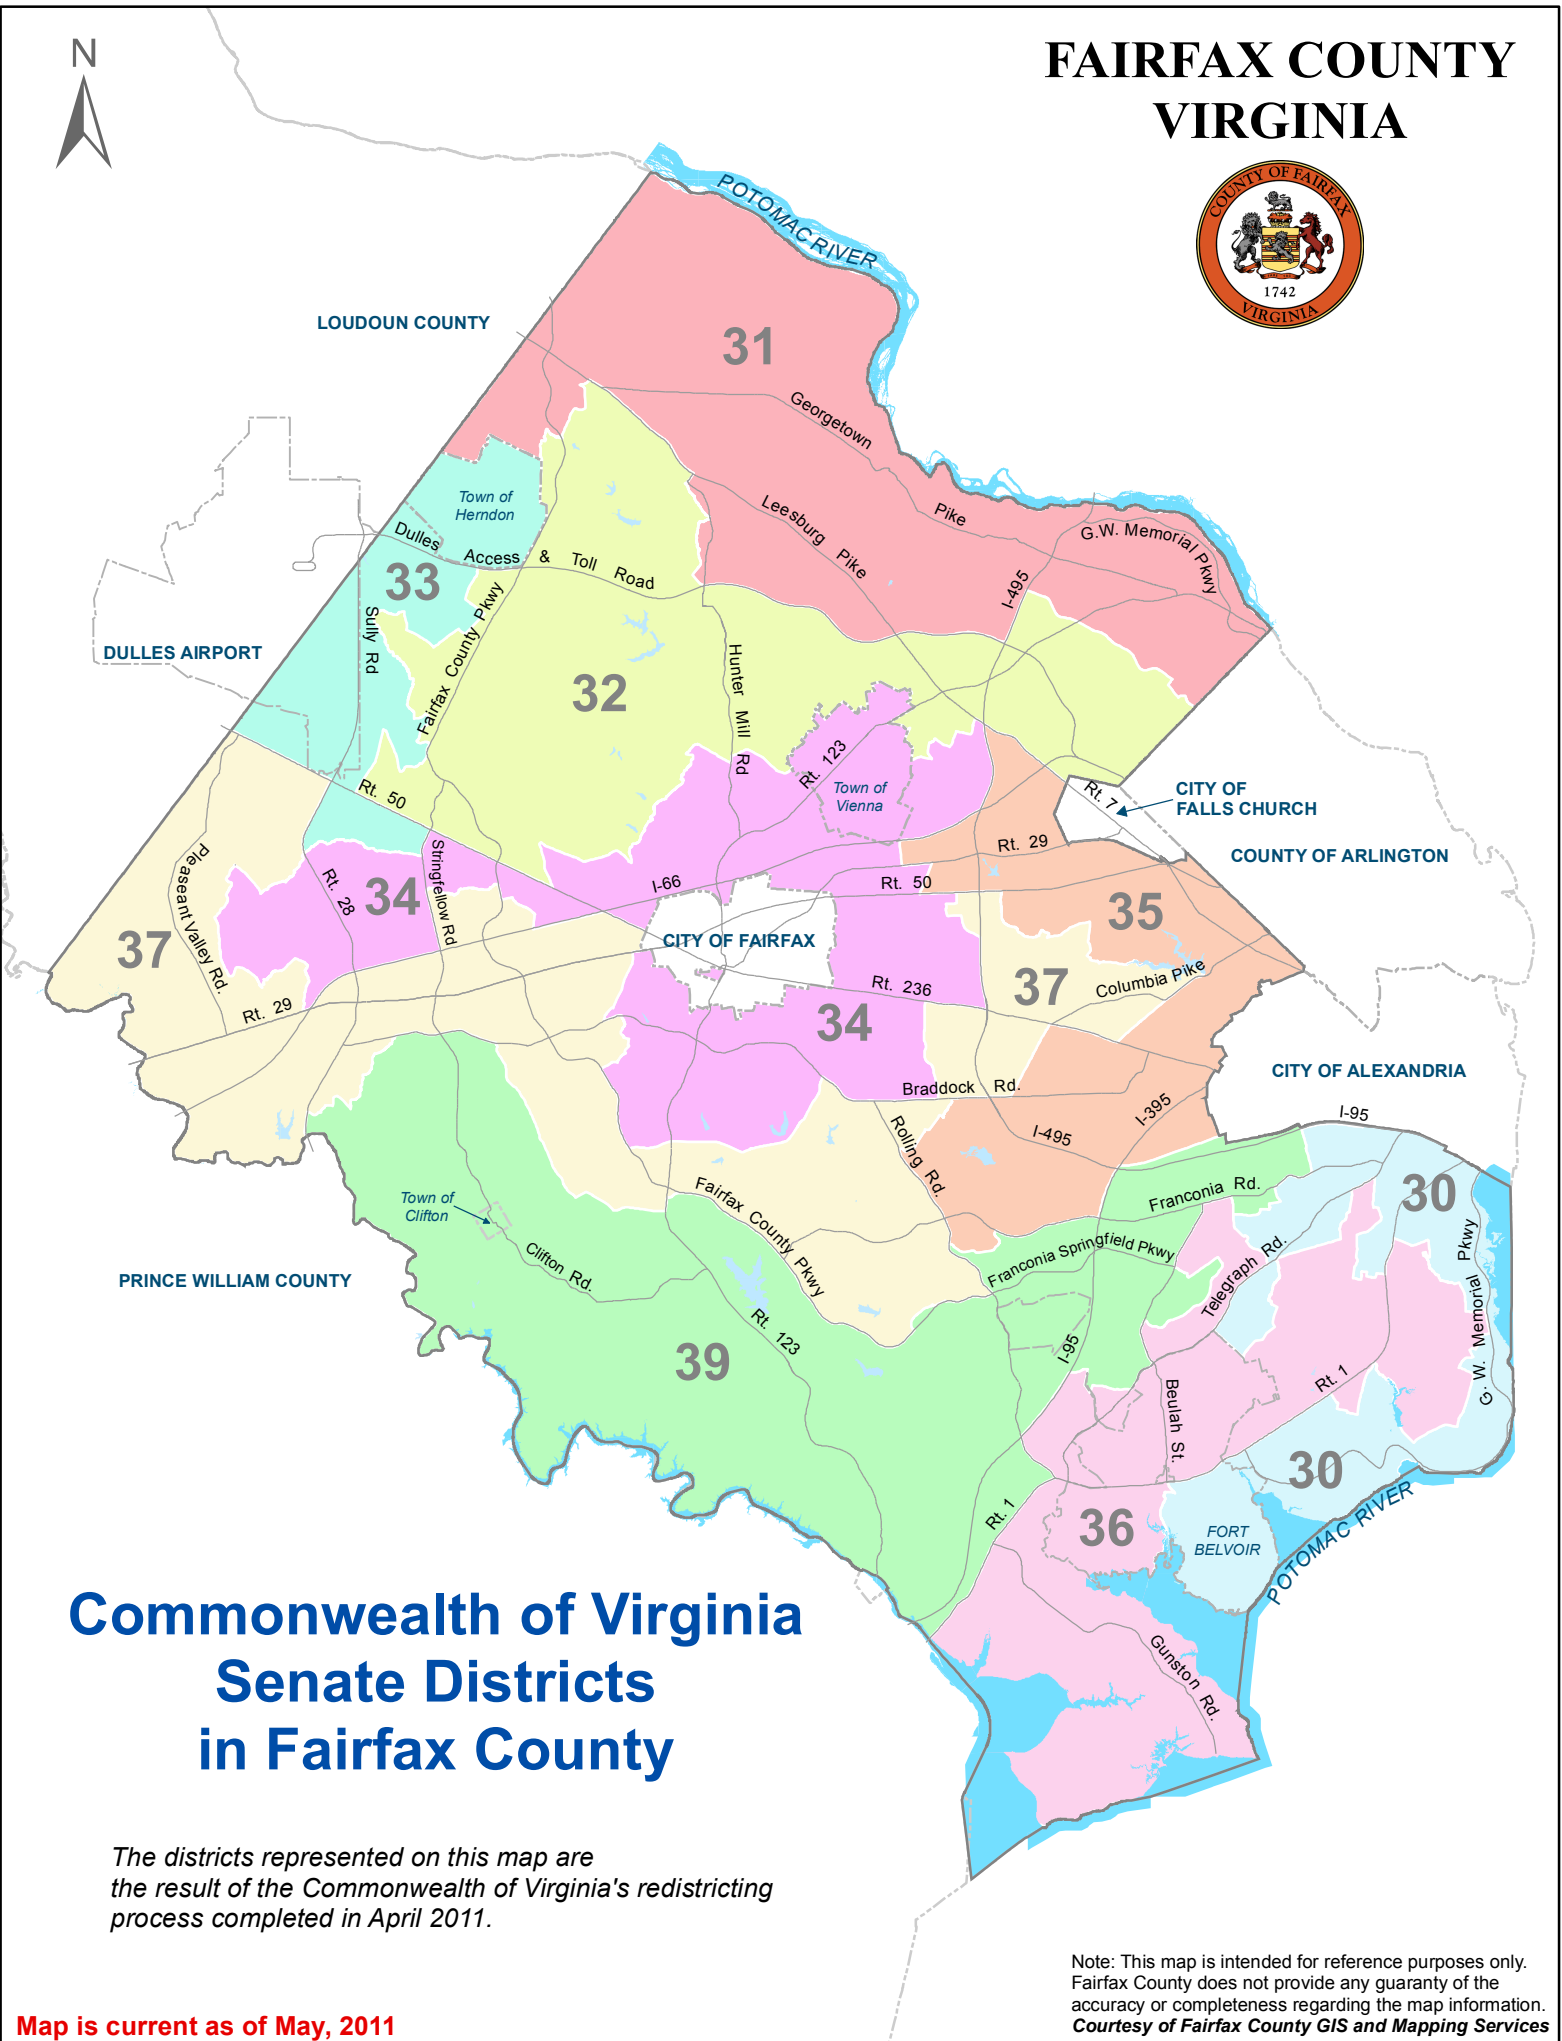 N
FAIRFAX COUNTY
VIRGINIA
COUNTY OF FAIRFAX
1742
VIRGINIA
POTOMAC RIVER
LOUDOUN COUNTY
31
Georgetown
Pike
Leesburg Pike
G.W. Memorial Pkwy
I-495
Town of
Herndon
Dulles Access & Toll Road
33
Sully Rd
Fairfax County Pkwy
DULLES AIRPORT
32
Hunter Mill Rd
Rt. 123
Town of
Vienna
Rt. 50
Rt. 7
CITY OF
FALLS CHURCH
Rt. 29
COUNTY OF ARLINGTON
Pleaseant Valley Rd.
Rt. 28
34
Stringfellow Rd
I-66
Rt. 50
35
37
CITY OF FAIRFAX
Rt. 236
37
Columbia Pike
Rt. 29
34
CITY OF ALEXANDRIA
Braddock Rd.
I-395
I-95
Rolling Rd.
I-495
Town of
Clifton
Fairfax County Pkwy
Franconia Rd.
30
Clifton Rd.
Franconia Springfield Pkwy
Telegraph Rd.
G. W. Memorial Pkwy
PRINCE WILLIAM COUNTY
Rt. 123
39
I-95
Beulah St.
Rt. 1
30
Rt. 1
36
FORT
BELVOIR
POTOMAC RIVER
Gunston Rd.
Commonwealth of Virginia
Senate Districts
in Fairfax County
The districts represented on this map are
the result of the Commonwealth of Virginia's redistricting
process completed in April 2011.
Note: This map is intended for reference purposes only.
Fairfax County does not provide any guaranty of the
accuracy or completeness regarding the map information.
Courtesy of Fairfax County GIS and Mapping Services
Map is current as of May, 2011